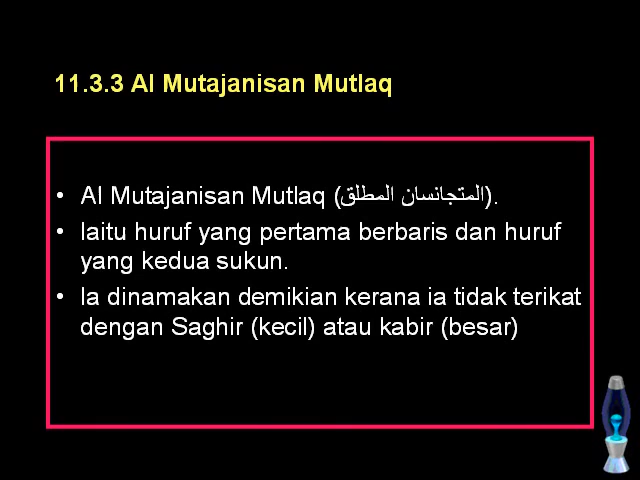 11.3.3 Al Mutajanisan Mutlaq
• Al Mutajanisan Mutlaq (المتجانسان المطلق).
• Iaitu huruf yang pertama berbaris dan huruf
yang kedua sukun.
• Ia dinamakan demikian kerana ia tidak terikat
dengan Saghir (kecil) atau kabir (besar)